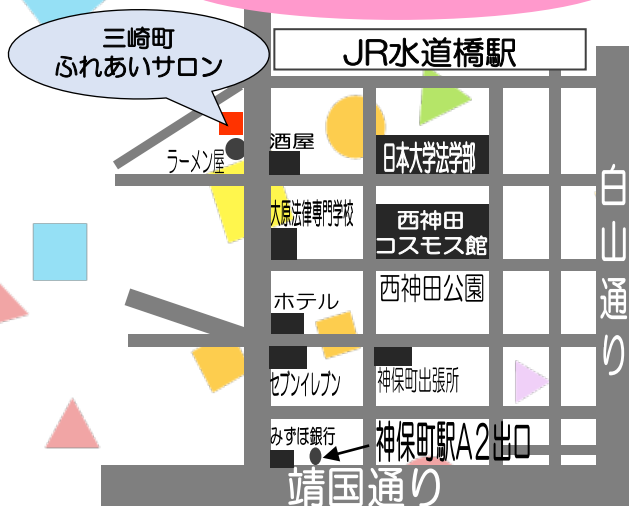 三崎町
ふれあいサロン
JR水道橋駅
酒屋
ラーメン屋
日本大学法学部
大原法律専門学校
西神田
コスモス館
白山通り
ホテル
西神田公園
セブンイレブン
神保町出張所
みずほ銀行
神保町駅A2出口
靖国通り